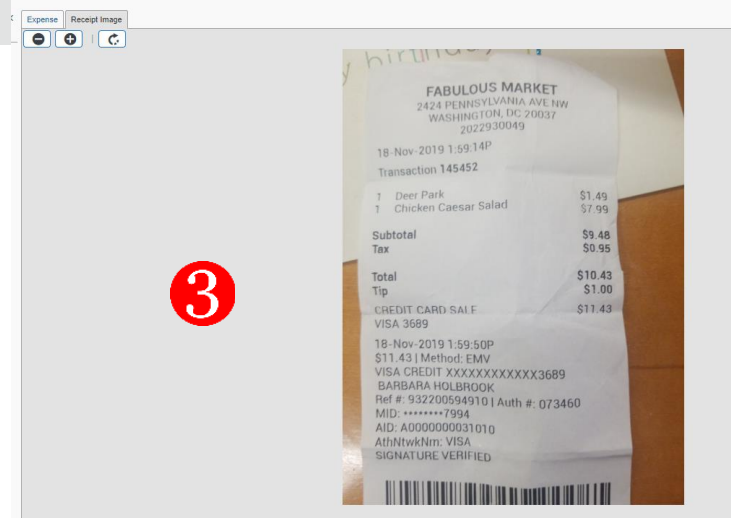 Expense Receipt Image
FABULOUS MARKET
2424 PENNSYLVANIA AVE NW
WASHINGTON, DC 20037
2022930049
18-Nov-2019 1:59:14P
Transaction 145452
1 Deer Park $1.49
1 Chicken Caesar Salad $7.99
Subtotal $9.48
Tax $0.95
Total $10.43
Tip $1.00
CREDIT CARD SALE $11.43
VISA 3689
18-Nov-2019 1:59:50P
$11.43 | Method: EMV
VISA CREDIT XXXXXXXXXXXX3689
BARBARA HOLBROOK
Ref #: 932200594910 | Auth #: 073460
MID: ********7994
AID: A0000000031010
AthNtwkNm: VISA
SIGNATURE VERIFIED
3